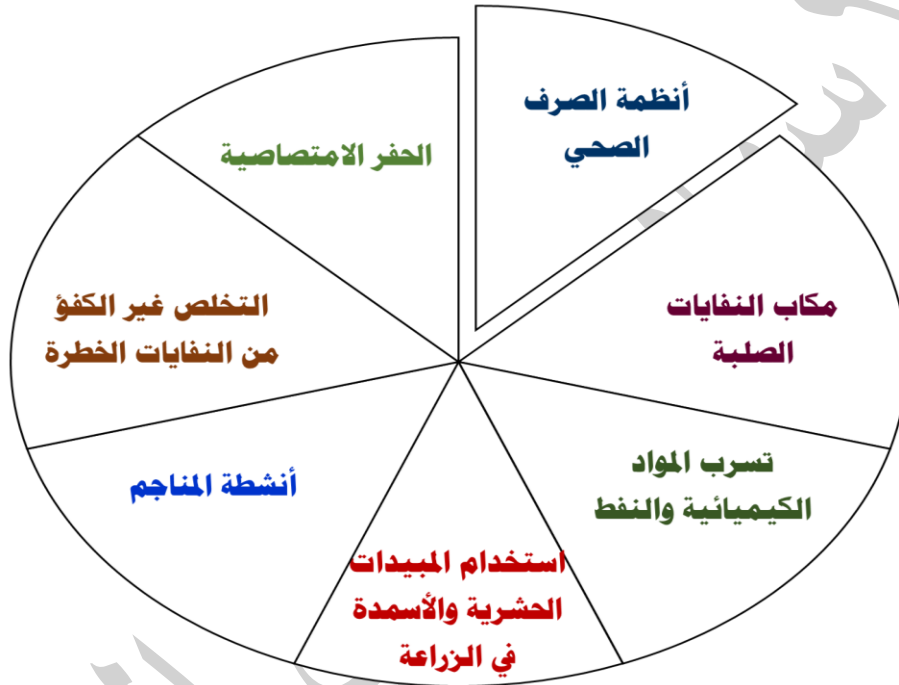 أنظمة الصرف
الصحي
مكاب النفايات
الصلبة
تسرب المواد
الكيميائية والنفط
استخدام المبيدات
الحشرية والأسمدة
في الزراعة
أنشطة المناجم
التخلص غير الكفؤ
من النفايات الخطرة
الحفر الامتصاصية